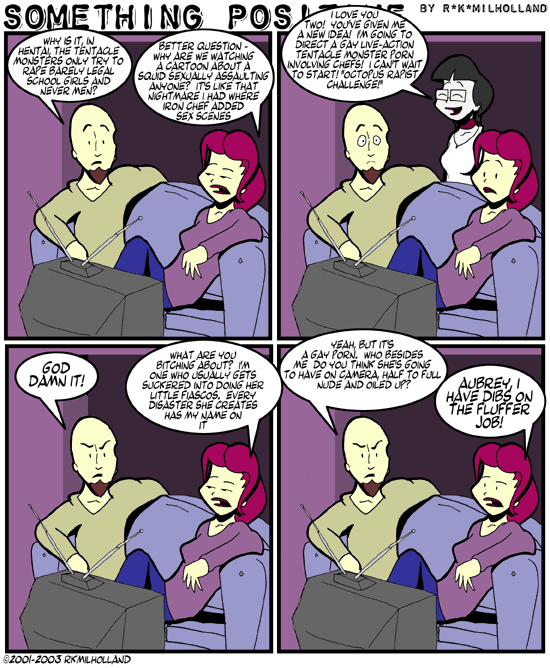 SOMETHING POSITIVE BY R*K*MILHOLLAND
WHY IS IT, IN
HENTAI, THE TENTACLE
MONSTERS ONLY TRY TO
RAPE BARELY LEGAL
SCHOOL GIRLS AND
NEVER MEN?
BETTER QUESTION -
WHY ARE WE WATCHING
A CARTOON ABOUT A
SQUID SEXUALLY ASSAULTING
ANYONE? IT'S LIKE THAT
NIGHTMARE I HAD WHERE
IRON CHEF ADDED
SEX SCENES
I LOVE YOU
TWO! YOU'VE GIVEN ME
A NEW IDEA! I'M GOING TO
DIRECT A GAY LIVE-ACTION
TENTACLE MONSTER PORN
INVOLVING CHEFS! I CAN'T WAIT
TO START! "OCTOPUS RAPIST
CHALLENGE!"
GOD
DAMN IT!
WHAT ARE YOU
BITCHING ABOUT? I'M
ONE WHO USUALLY GETS
SUCKERED INTO DOING HER
LITTLE FIASCOS. EVERY
DISASTER SHE CREATES
HAS MY NAME ON
IT
YEAH, BUT IT'S
A GAY PORN. WHO BESIDES
ME DO YOU THINK SHE'S GOING
TO HAVE ON CAMERA, HALF TO FULL
NUDE AND OILED UP?
AUBREY, I
HAVE DIBS ON
THE FLUFFER
JOB!
©2001-2003 RKMILHOLLAND